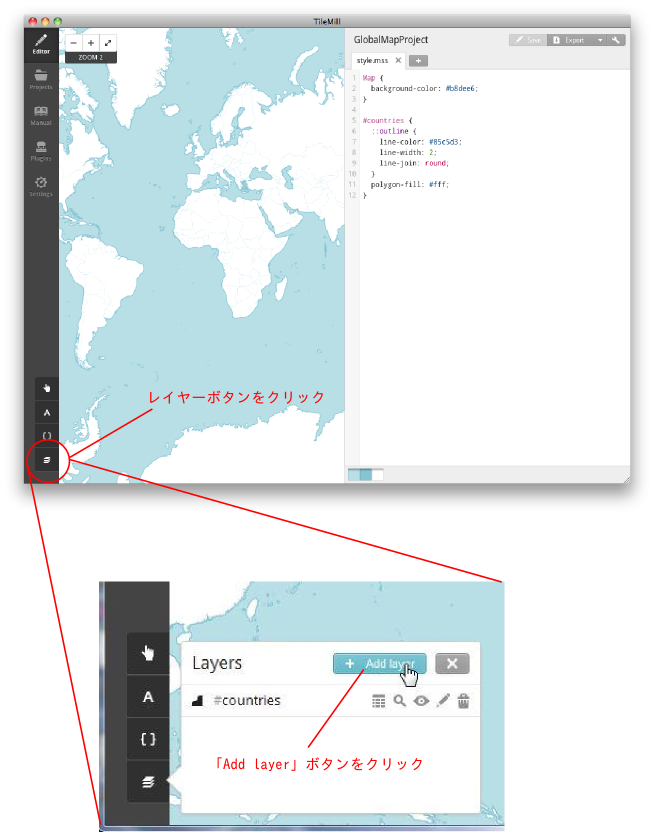 TileMill
Editor
Projects
Manual
Plugins
Settings
ZOOM 2
GlobalMapProject
Save
Export
style.mss
1 Map {
2 background-color: #b8dee6;
3 }
4
5 #countries {
6 ::outline {
7 line-color: #85c5d3;
8 line-width: 2;
9 line-join: round;
10 }
11 polygon-fill: #fff;
12 }
A
{}
レイヤーボタンをクリック
A
{}
Layers
+ Add layer
#countries
「Add layer」ボタンをクリック